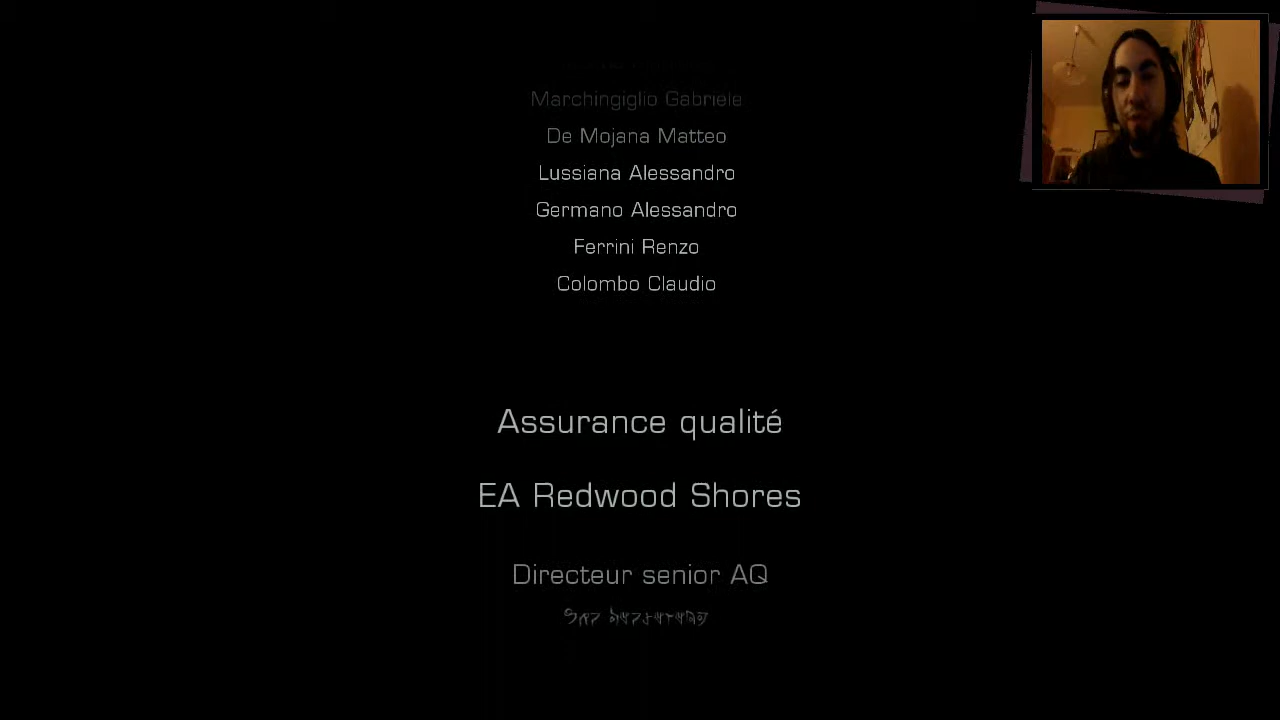 Marchingiglio Gabriele
De Mojana Matteo
Lussiana Alessandro
Germano Alessandro
Ferrini Renzo
Colombo Claudio
Assurance qualité
EA Redwood Shores
Directeur senior AQ